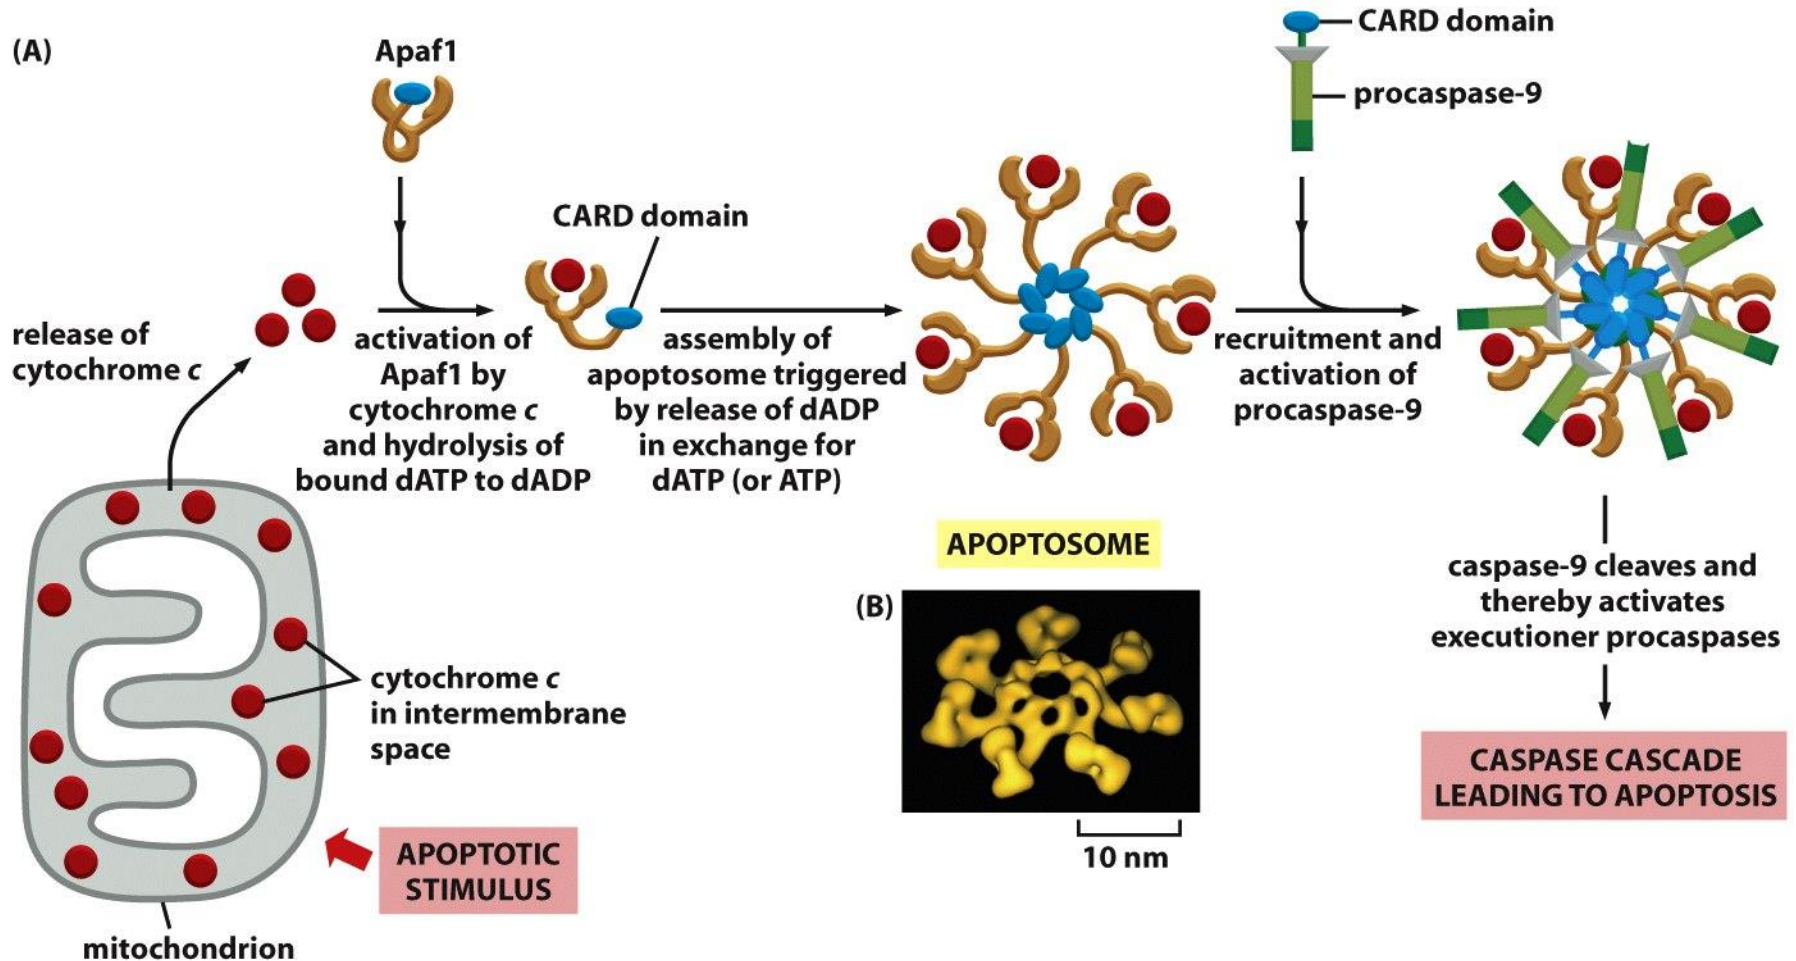 (A)
Apaf1
CARD domain
procaspase-9
CARD domain
release of
cytochrome c
activation of
Apaf1 by
cytochrome c
and hydrolysis of
bound dATP to dADP
assembly of
apoptosome triggered
by release of dADP
in exchange for
dATP (or ATP)
recruitment and
activation of
procaspase-9
APOPTOSOME
(B)
10 nm
caspase-9 cleaves and
thereby activates
executioner procaspases
CASPASE CASCADE
LEADING TO APOPTOSIS
cytochrome c
in intermembrane
space
APOPTOTIC
STIMULUS
mitochondrion